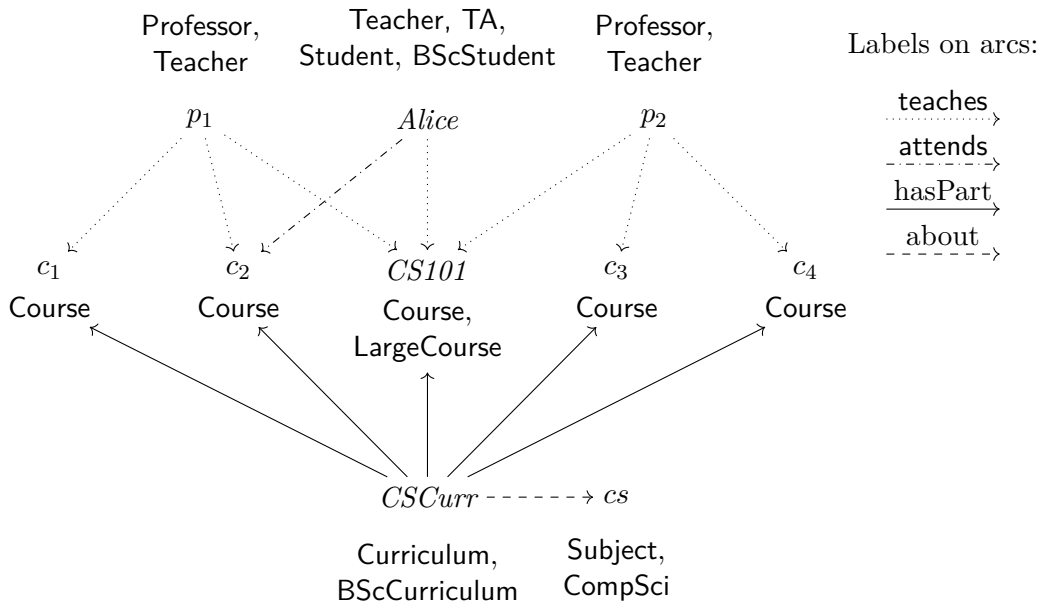 Professor,
Teacher
Teacher, TA,
Student, BScStudent
Professor,
Teacher
Labels on arcs:
teaches
attends
hasPart
about
p₁
Alice
p₂
c₁
c₂
CS101
c₃
c₄
Course
Course
Course,
LargeCourse
Course
Course
CSCurr
cs
Curriculum,
BScCurriculum
Subject,
CompSci